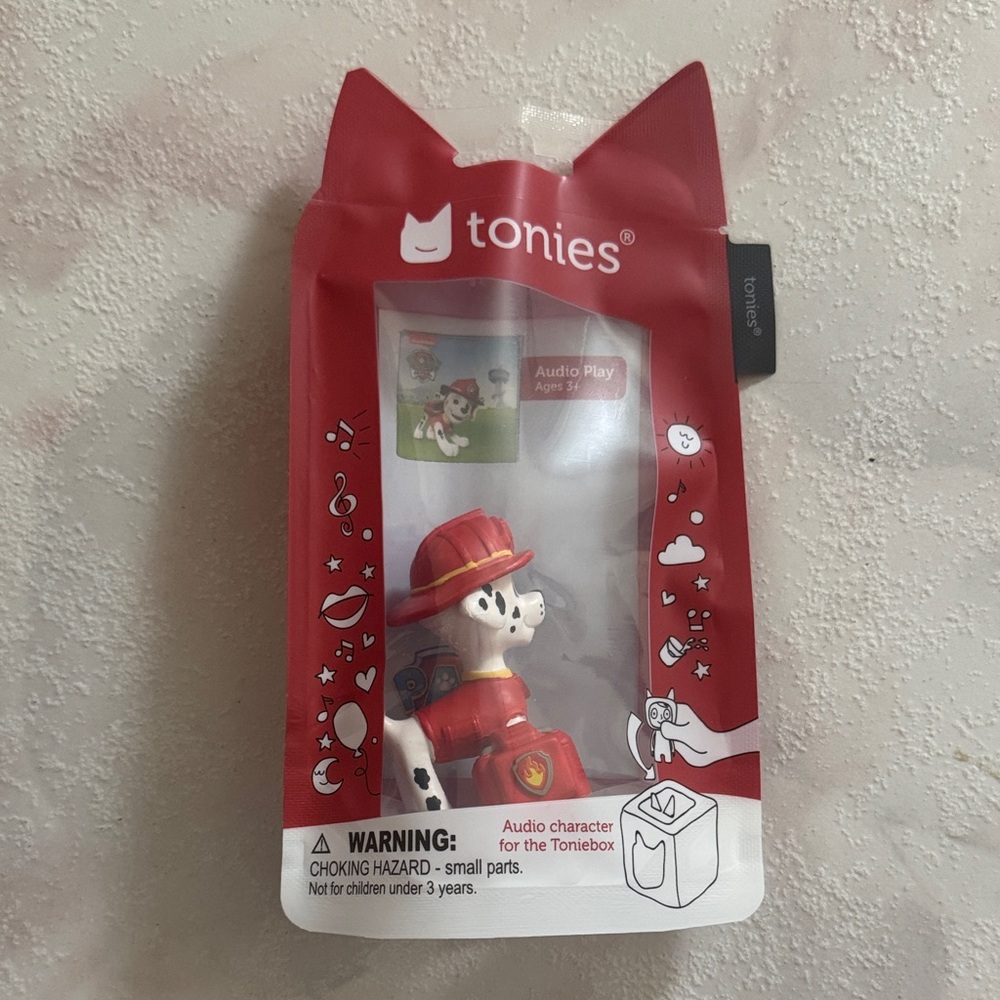 tonies®
tonies®
Audio Play
Ages 3+
WARNING:
CHOKING HAZARD - small parts.
Not for children under 3 years.
Audio character
for the Toniebox